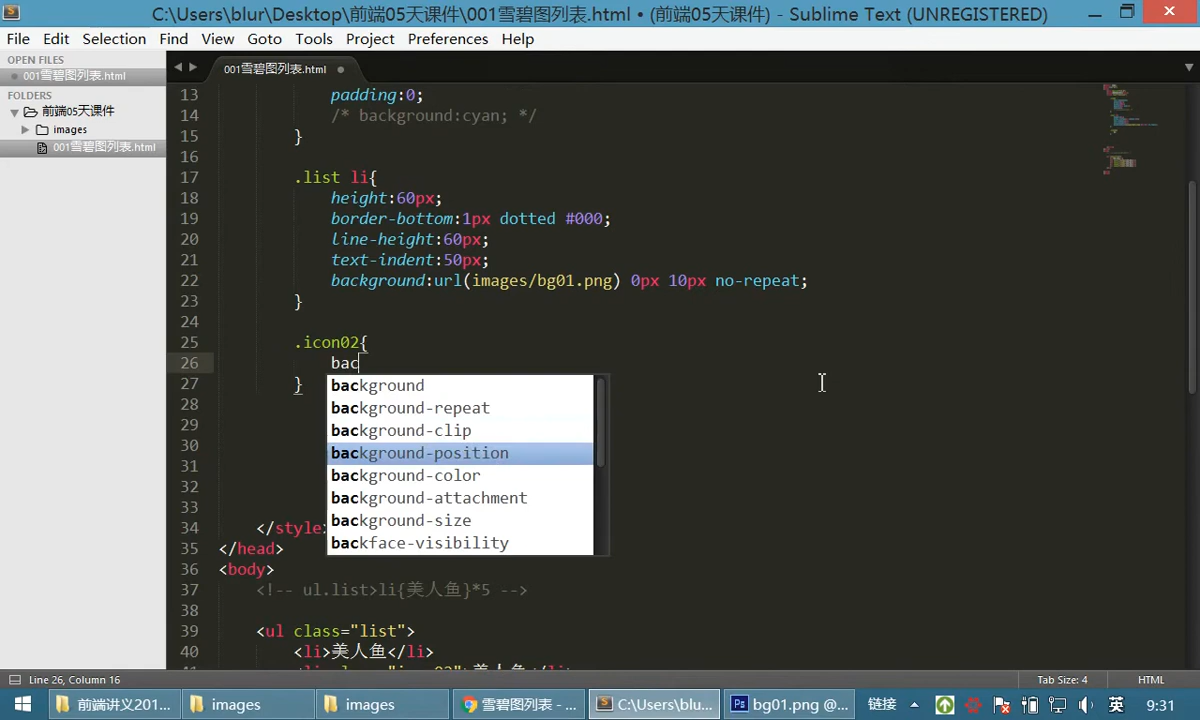 C:\Users\blur\Desktop\前端05天课件\001雪碧图列表.html • (前端05天课件) - Sublime Text (UNREGISTERED)
File Edit Selection Find View Goto Tools Project Preferences Help
OPEN FILES
001雪碧图列表.html
FOLDERS
前端05天课件
images
001雪碧图列表.html
001雪碧图列表.html
13 padding:0;
14 /* background:cyan; */
15 }
16
17 .list li{
18 height:60px;
19 border-bottom:1px dotted #000;
20 line-height:60px;
21 text-indent:50px;
22 background:url(images/bg01.png) 0px 10px no-repeat;
23 }
24
25 .icon02{
26 bac
27 }
28
29
30
31
32
33
34 </style>
35 </head>
36 <body>
37 <!-- ul.list>li{美人鱼}*5 -->
38
39 <ul class="list">
40 <li>美人鱼</li>
background
background-repeat
background-clip
background-position
background-color
background-attachment
background-size
backface-visibility
Line 26, Column 16
Tab Size: 4
HTML
前端讲义201...
images
images
雪碧图列表 - ...
C:\Users\blur...
bg01.png @...
链接
英
9:31